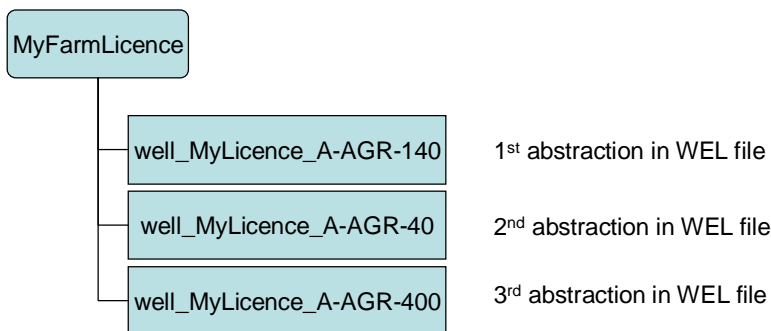 MyFarmLicence
well_MyLicence_A-AGR-140 1st abstraction in WEL file
well_MyLicence_A-AGR-40 2nd abstraction in WEL file
well_MyLicence_A-AGR-400 3rd abstraction in WEL file